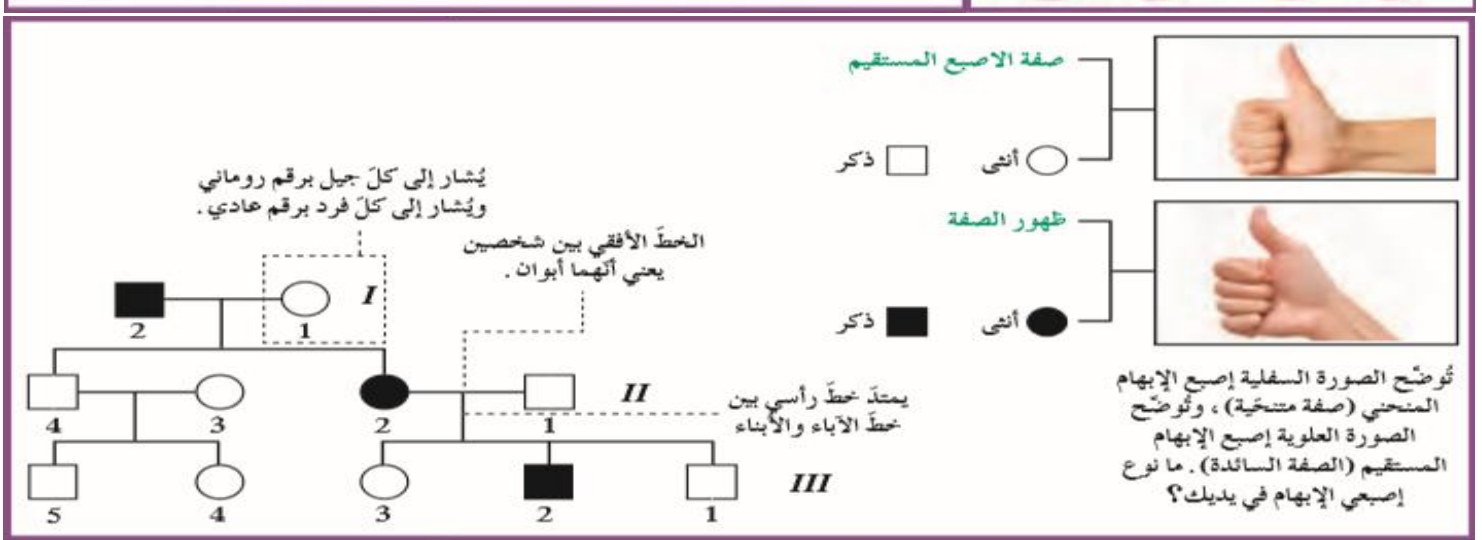 صفة الاصبع المستقيم
أنثى
ذكر
ظهور الصفة
أنثى
ذكر
تُوضّح الصورة السفلية إصبع الإبهام
المنحني (صفة متنحّية)، وتُوضّح
الصورة العلوية إصبع الإبهام
المستقيم (الصفة السائدة). ما نوع
إصبعي الإبهام في يديك؟
يُشار إلى كلّ جيل برقم روماني
ويُشار إلى كلّ فرد برقم عادي.
الخطّ الأفقي بين شخصين
يعني أنّهما أبوان.
يمتدّ خطّ رأسي بين
خطّ الآباء والأبناء
I
1
2
II
1
2
3
4
III
1
2
3
4
5